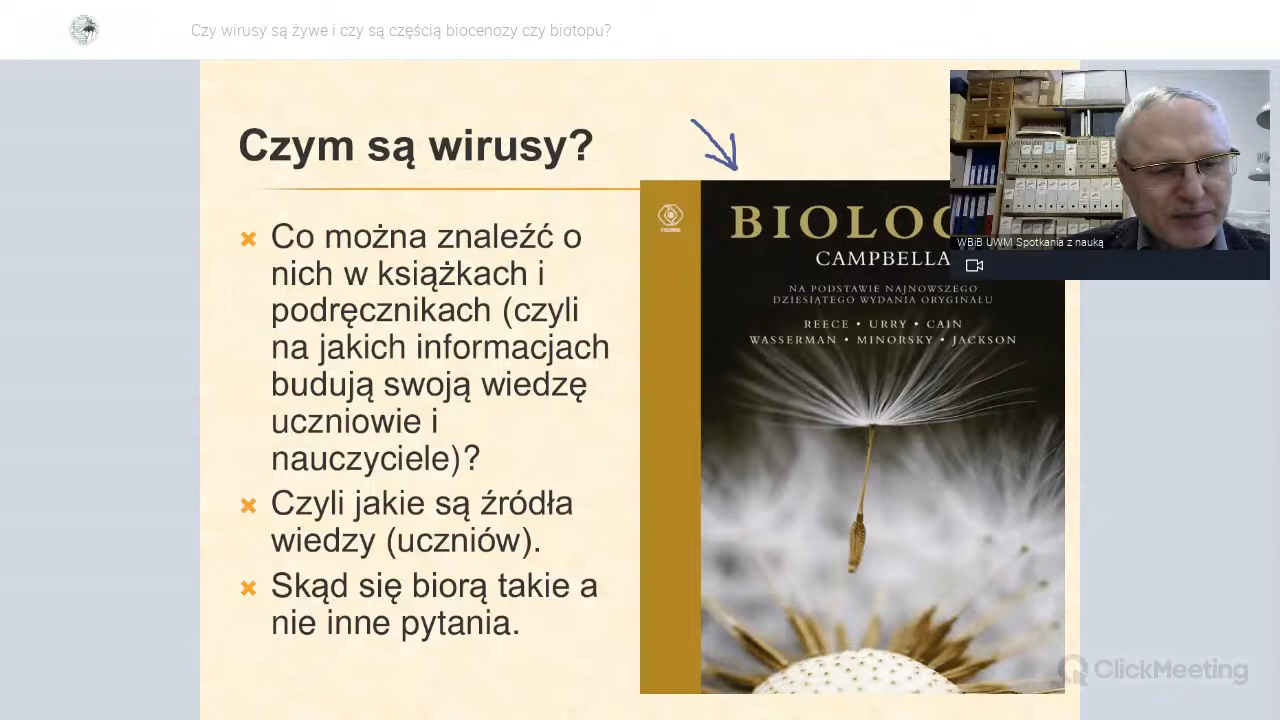 Czy wirusy są żywe i czy są częścią biocenozy czy biotopu?
Czym są wirusy?
Co można znaleźć o
nich w książkach i
podręcznikach (czyli
na jakich informacjach
budują swoją wiedzę
uczniowie i
nauczyciele)?
Czyli jakie są źródła
wiedzy (uczniów).
Skąd się biorą takie a
nie inne pytania.
BIOLOG
CAMPBELLA
NA PODSTAWIE NAJNOWSZEGO
DZIESIĄTEGO WYDANIA ORYGINAŁU
REECE • URRY • CAIN
WASSERMAN • MINORSKY • JACKSON
WBiB UWM Spotkania z nauką
ClickMeeting